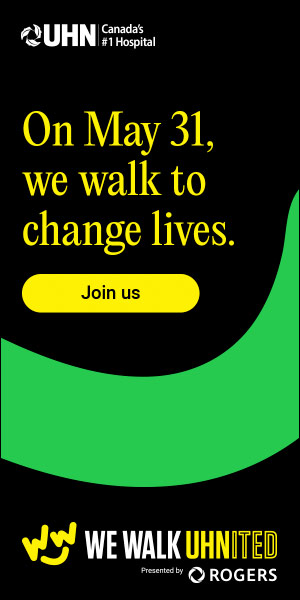 UHN Canada's
#1 Hospital
On May 31,
we walk to
change lives.
Join us
WE WALK UHNITED
Presented by ROGERS